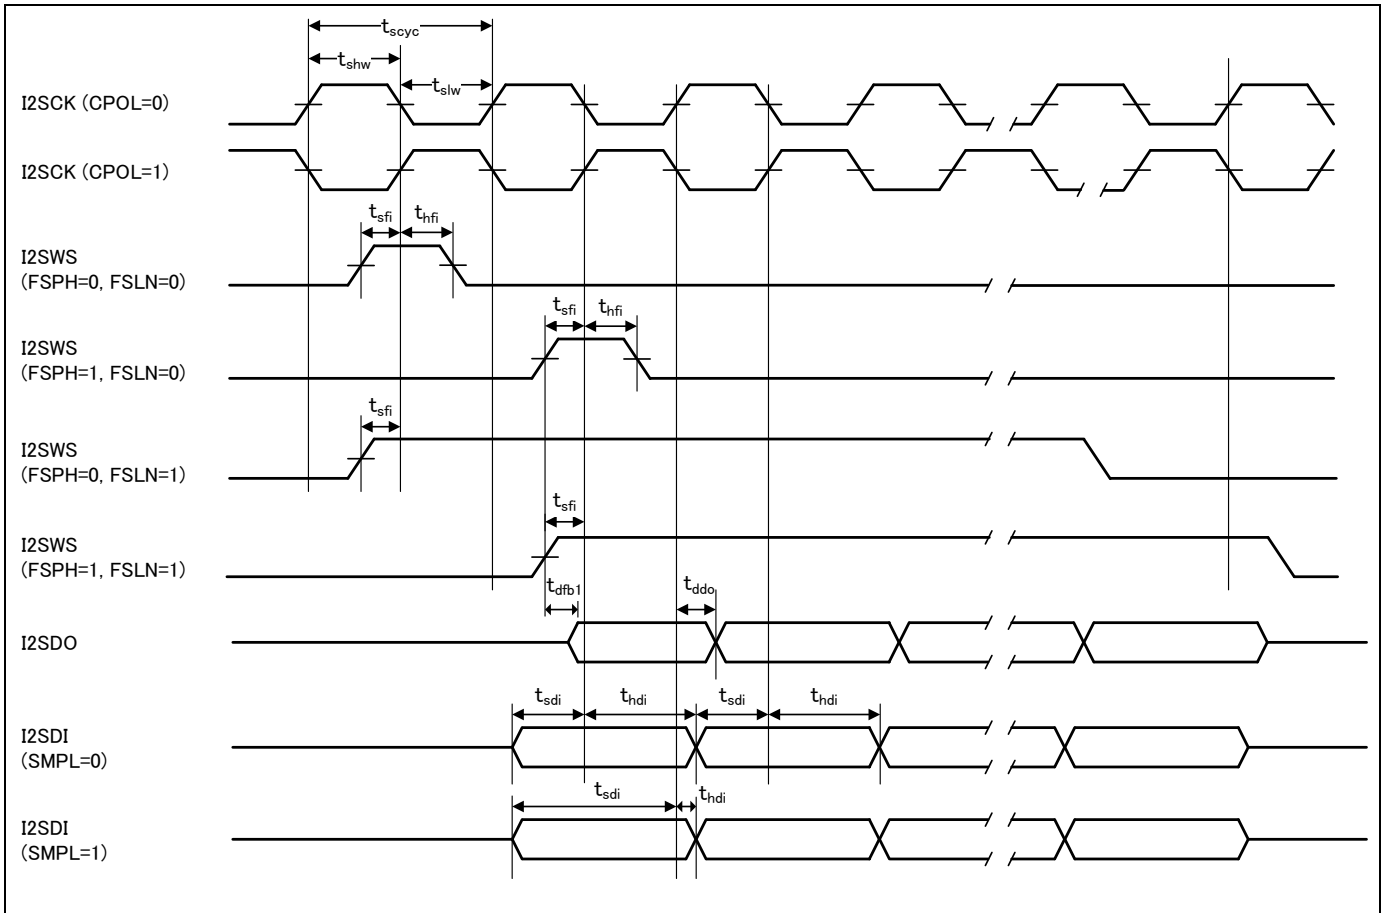 tscyc
tshw
tslw
I2SCK (CPOL=0)
I2SCK (CPOL=1)
tsfi thfi
I2SWS
(FSPH=0, FSLN=0)
tsfi thfi
I2SWS
(FSPH=1, FSLN=0)
tsfi
I2SWS
(FSPH=0, FSLN=1)
tsfi
I2SWS
(FSPH=1, FSLN=1)
tdfb1 tddo
I2SDO
tsdi thdi tsdi thdi
I2SDI
(SMPL=0)
tsdi thdi
I2SDI
(SMPL=1)